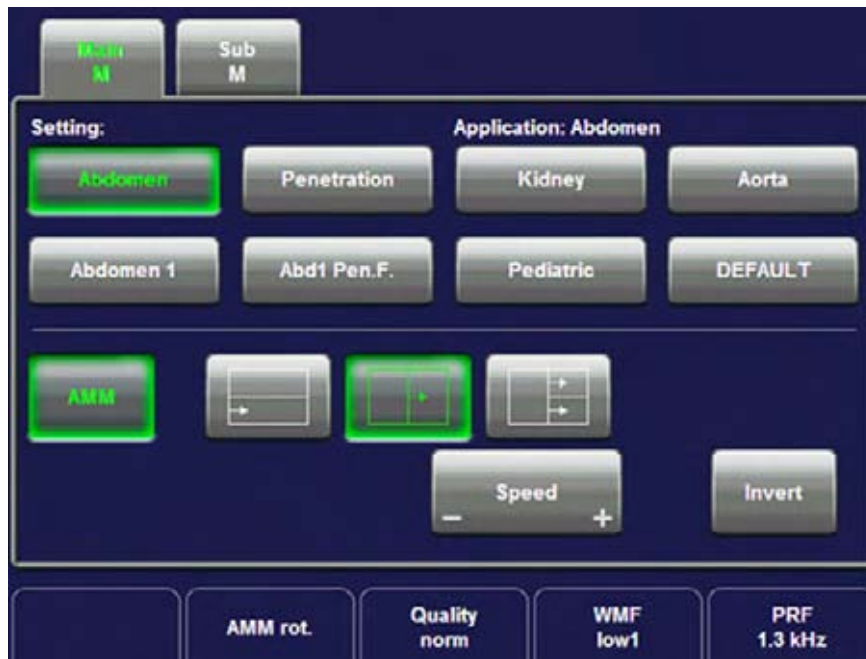 Main
M
Sub
M
Setting:
Application: Abdomen
Abdomen
Penetration
Kidney
Aorta
Abdomen 1
Abd1 Pen.F.
Pediatric
DEFAULT
AMM
Speed
− +
Invert
AMM rot.
Quality
norm
WMF
low1
PRF
1.3 kHz